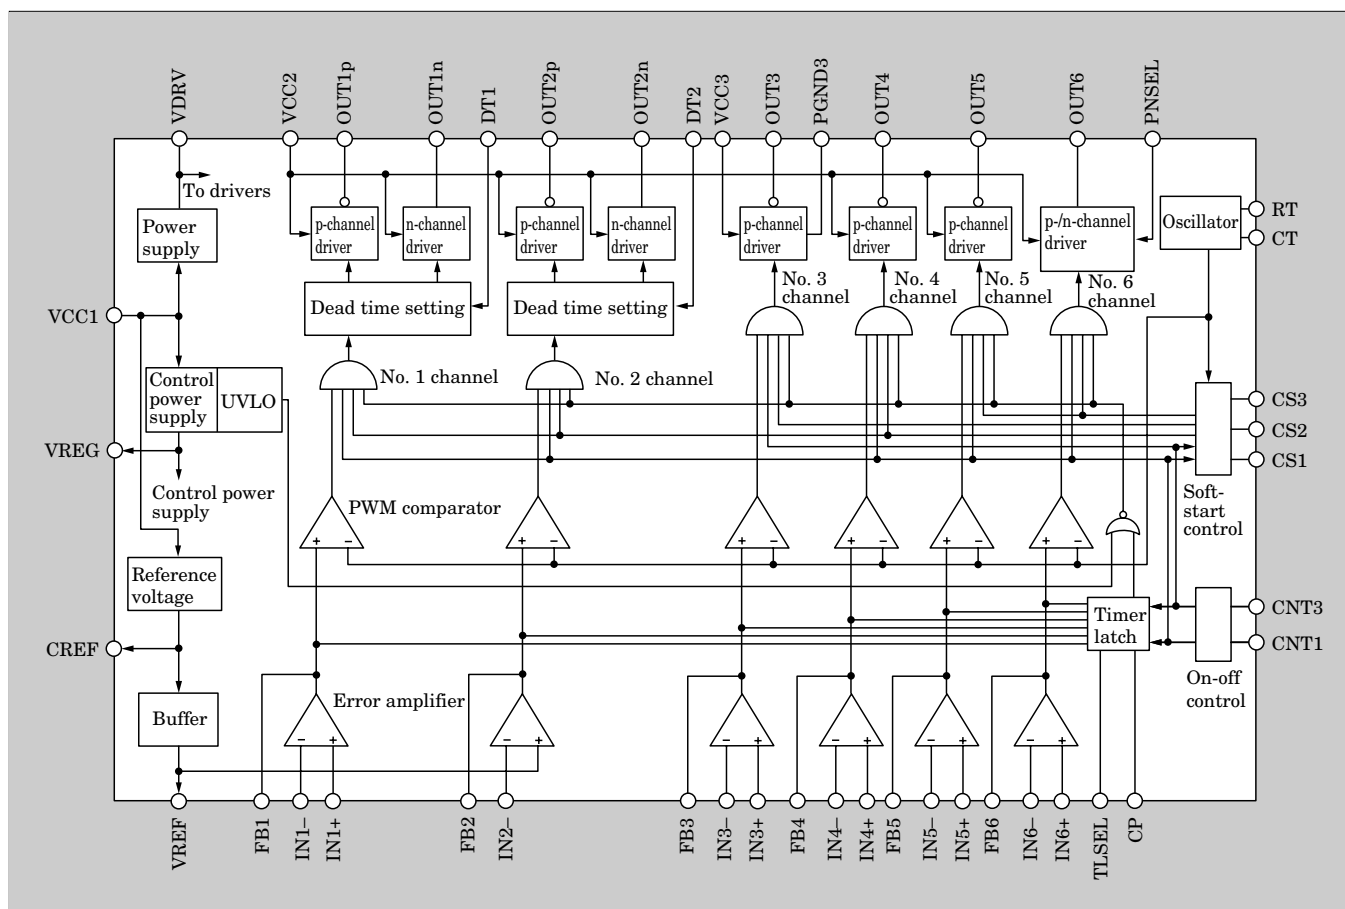 VDRV
VCC2
OUT1p
OUT1n
DT1
OUT2p
OUT2n
DT2
VCC3
OUT3
PGND3
OUT4
OUT5
OUT6
PNSEL
To drivers
Power
supply
p-channel
driver
n-channel
driver
p-channel
driver
n-channel
driver
p-channel
driver
p-channel
driver
p-channel
driver
p-/n-channel
driver
Oscillator
RT
CT
No. 3
channel
No. 4
channel
No. 5
channel
No. 6
channel
Dead time setting
Dead time setting
VCC1
Control
power
supply
UVLO
No. 1 channel
No. 2 channel
CS3
CS2
CS1
VREG
Control power
supply
PWM comparator
Soft-
start
control
+ −
+ −
+ −
+ −
+ −
+ −
Reference
voltage
Timer
latch
CNT3
CNT1
CREF
On-off
control
Buffer
Error amplifier
− +
− +
− +
− +
− +
− +
VREF
FB1
IN1−
IN1+
FB2
IN2−
FB3
IN3−
IN3+
FB4
IN4−
IN4+
FB5
IN5−
IN5+
FB6
IN6−
IN6+
TLSEL
CP